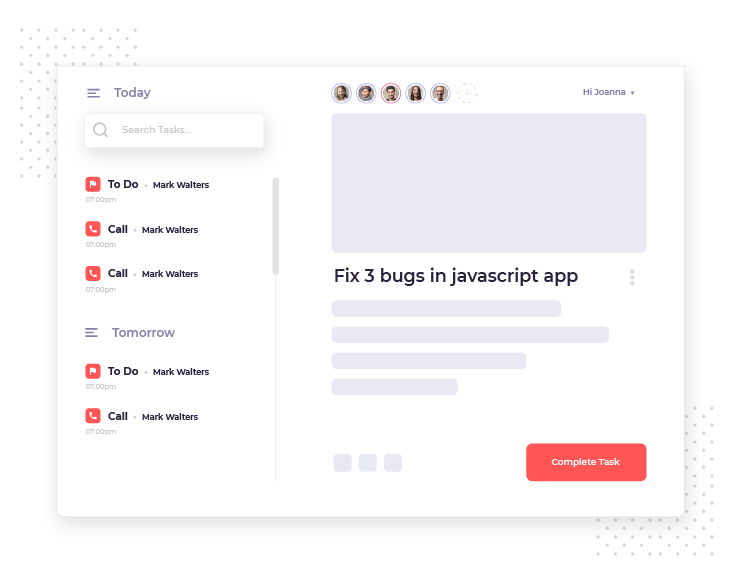 Today
Search Tasks...
To Do • Mark Walters
07:00pm
Call • Mark Walters
07:00pm
Call • Mark Walters
07:00pm
Tomorrow
To Do • Mark Walters
07:00pm
Call • Mark Walters
07:00pm
Hi Joanna
Fix 3 bugs in javascript app
Complete Task